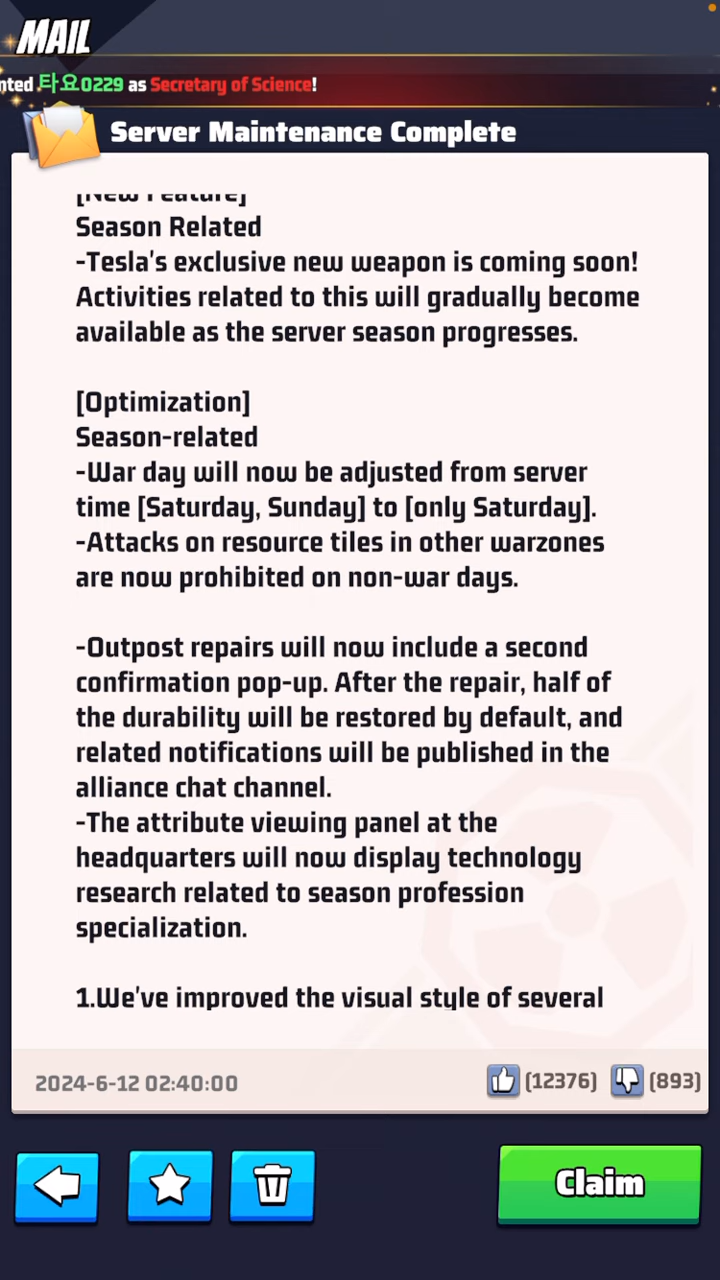 MAIL
nted 타요0229 as Secretary of Science!
Server Maintenance Complete
[New Feature]
Season Related
-Tesla's exclusive new weapon is coming soon!
Activities related to this will gradually become
available as the server season progresses.
[Optimization]
Season-related
-War day will now be adjusted from server
time [Saturday, Sunday] to [only Saturday].
-Attacks on resource tiles in other warzones
are now prohibited on non-war days.
-Outpost repairs will now include a second
confirmation pop-up. After the repair, half of
the durability will be restored by default, and
related notifications will be published in the
alliance chat channel.
-The attribute viewing panel at the
headquarters will now display technology
research related to season profession
specialization.
1.We've improved the visual style of several
2024-6-12 02:40:00
[12376]
[893]
Claim